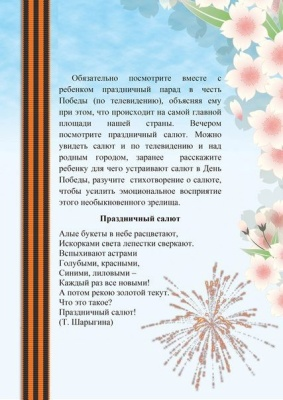 Обязательно посмотрите вместе с
ребенком праздничный парад в честь
Победы (по телевидению), объясняя ему
при этом, что происходит на самой главной
площади нашей страны. Вечером
посмотрите праздничный салют. Можно
увидеть салют и по телевидению и над
родным городом, заранее расскажите
ребенку для чего устраивают салют в День
Победы, разучите стихотворение о салюте,
чтобы усилить эмоциональное восприятие
этого необыкновенного зрелища.
Праздничный салют
Алые букеты в небе расцветают,
Искорками света лепестки сверкают.
Вспыхивают астрами
Голубыми, красными,
Синими, лиловыми –
Каждый раз все новыми!
А потом рекою золотой текут.
Что это такое?
Праздничный салют!
(Т. Шарыгина)